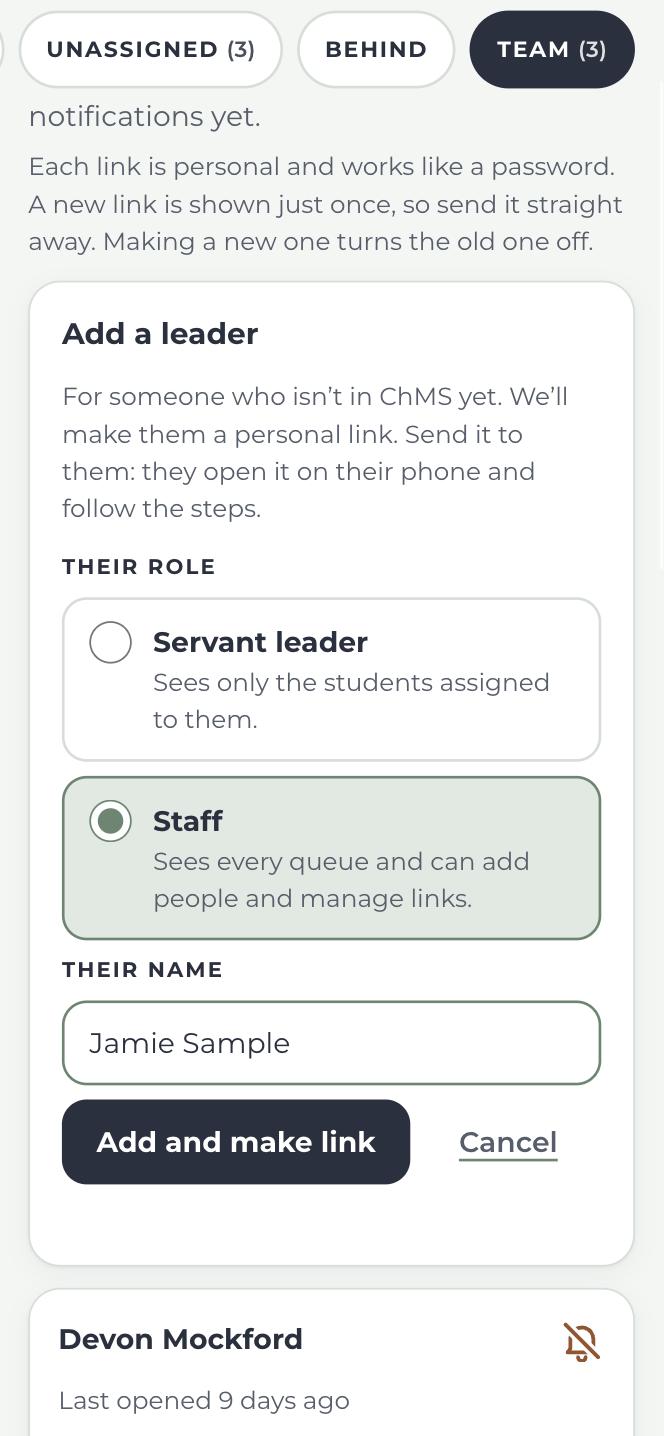 UNASSIGNED (3)
BEHIND
TEAM (3)
notifications yet.
Each link is personal and works like a password.
A new link is shown just once, so send it straight
away. Making a new one turns the old one off.
Add a leader
For someone who isn’t in ChMS yet. We’ll
make them a personal link. Send it to
them: they open it on their phone and
follow the steps.
THEIR ROLE
Servant leader
Sees only the students assigned
to them.
Staff
Sees every queue and can add
people and manage links.
THEIR NAME
Jamie Sample
Add and make link
Cancel
Devon Mockford
Last opened 9 days ago